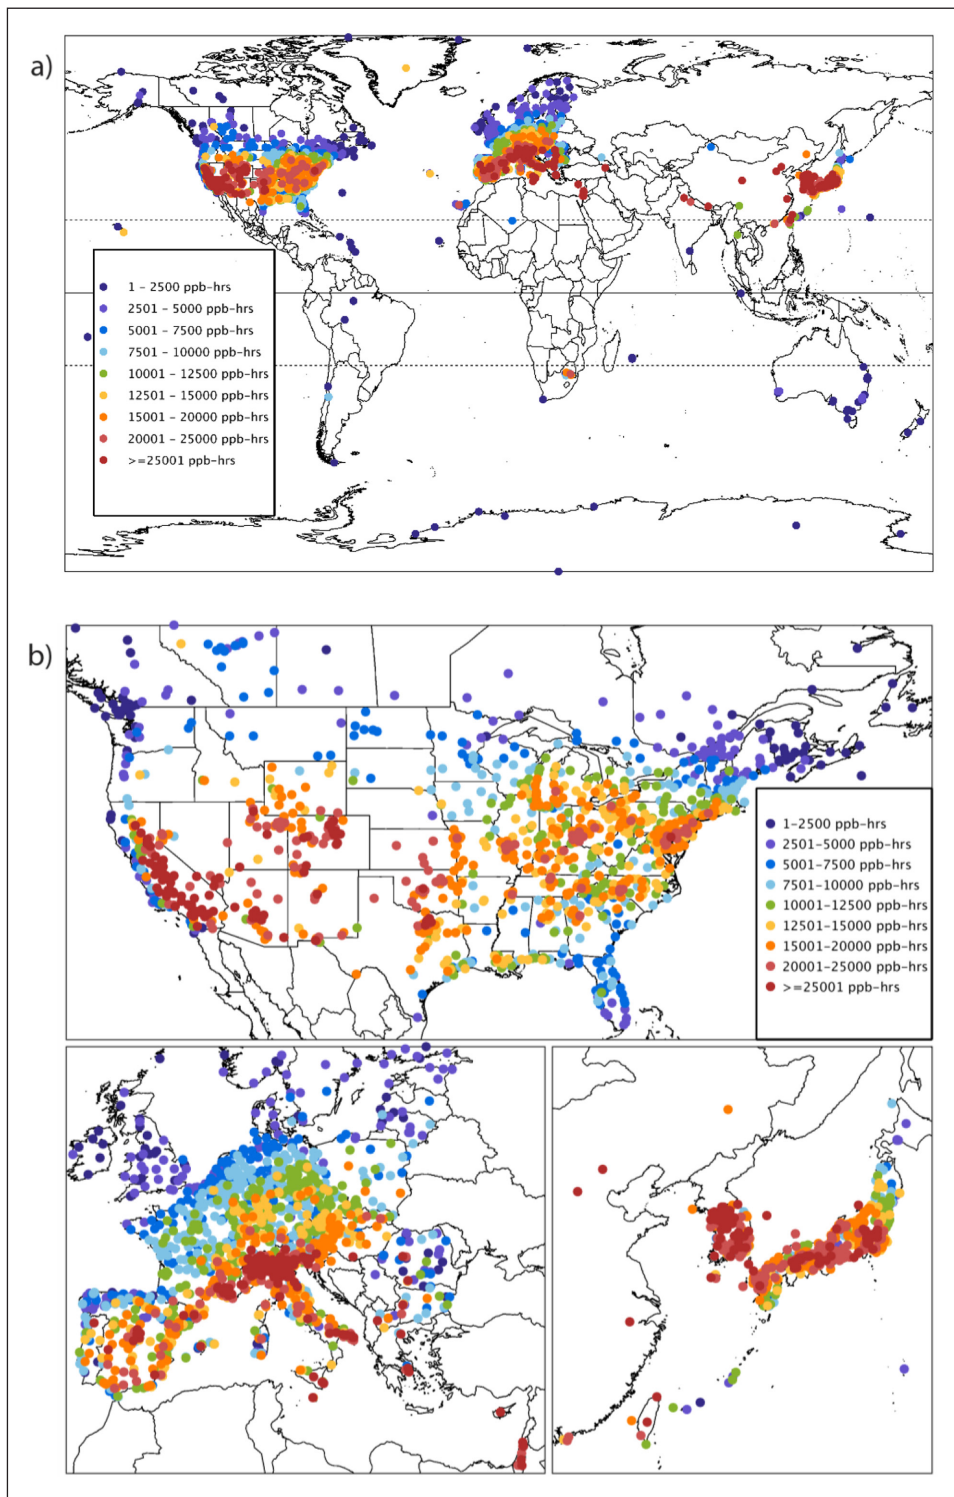 a)
1 – 2500 ppb–hrs
2501 – 5000 ppb–hrs
5001 – 7500 ppb–hrs
7501 – 10000 ppb–hrs
10001 – 12500 ppb–hrs
12501 – 15000 ppb–hrs
15001 – 20000 ppb–hrs
20001 – 25000 ppb–hrs
>=25001 ppb–hrs
b)
1–2500 ppb–hrs
2501–5000 ppb–hrs
5001–7500 ppb–hrs
7501–10000 ppb–hrs
10001–12500 ppb–hrs
12501–15000 ppb–hrs
15001–20000 ppb–hrs
20001–25000 ppb–hrs
>=25001 ppb–hrs